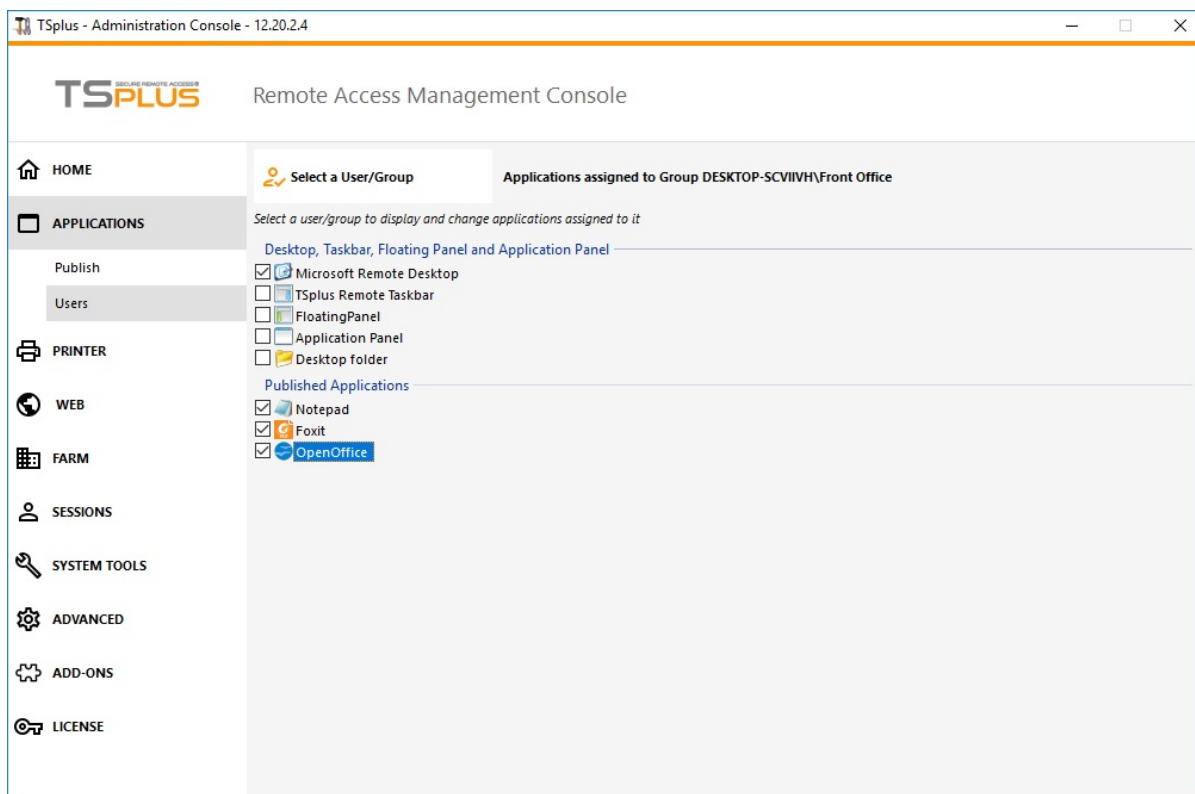 TSplus - Administration Console - 12.20.2.4
TSPLUS
SECURE REMOTE ACCESS®
Remote Access Management Console
HOME
APPLICATIONS
Publish
Users
PRINTER
WEB
FARM
SESSIONS
SYSTEM TOOLS
ADVANCED
ADD-ONS
LICENSE
Select a User/Group
Applications assigned to Group DESKTOP-SCVIIVH\Front Office
Select a user/group to display and change applications assigned to it
Desktop, Taskbar, Floating Panel and Application Panel
Microsoft Remote Desktop
TSplus Remote Taskbar
FloatingPanel
Application Panel
Desktop folder
Published Applications
Notepad
Foxit
OpenOffice